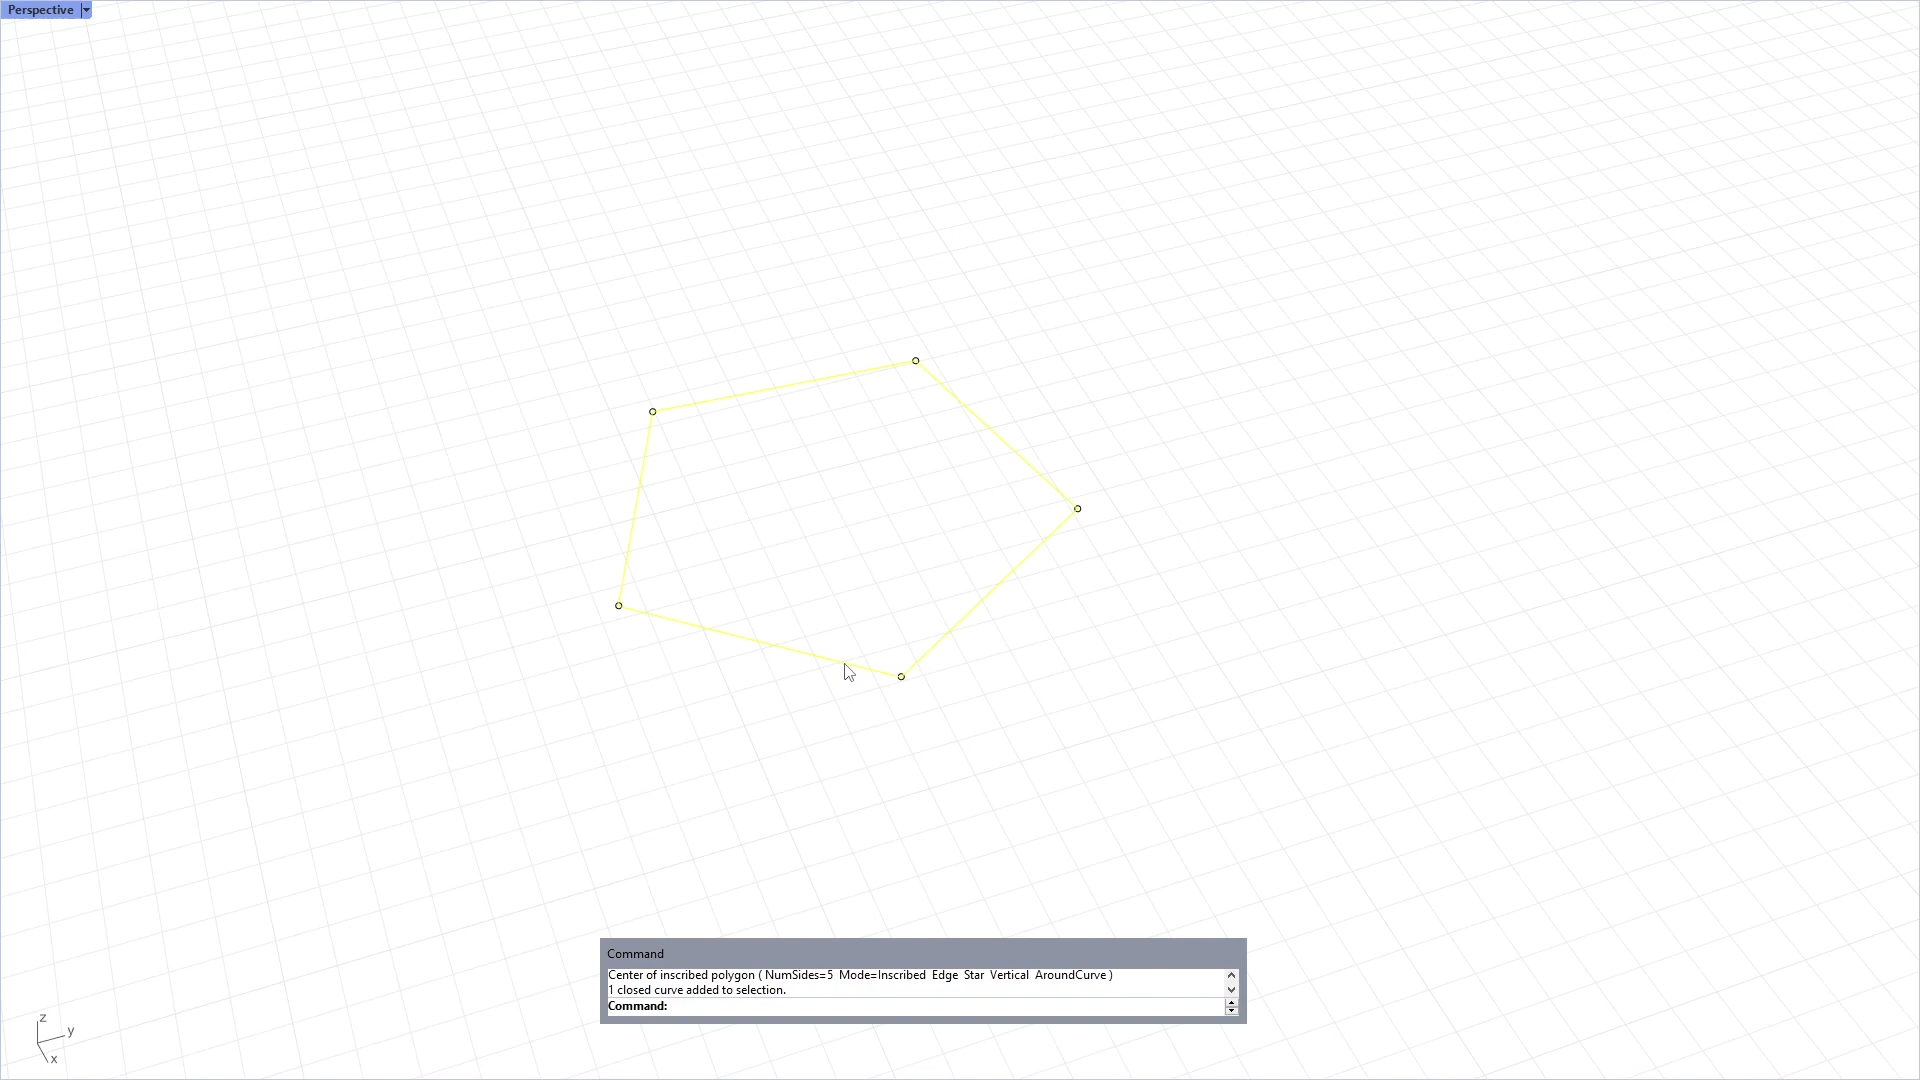 Perspective
Command
Center of inscribed polygon ( NumSides=5  Mode=Inscribed  Edge  Star  Vertical  AroundCurve )
1 closed curve added to selection.
Command:
z
y
x